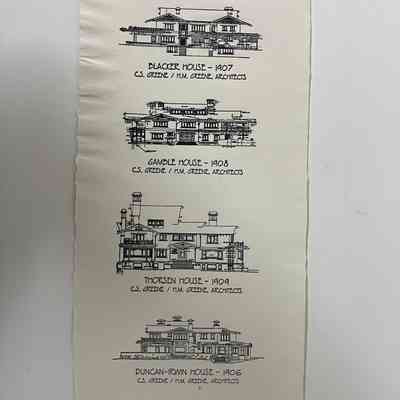 BLACKER HOUSE – 1907
C.S. GREENE / H.M. GREENE, ARCHITECTS
GAMBLE HOUSE – 1908
C.S. GREENE / H.M. GREENE, ARCHITECTS
THORSEN HOUSE – 1909
C.S. GREENE / H.M. GREENE, ARCHITECTS
DUNCAN-IRWIN HOUSE – 1906
C.S. GREENE / H.M. GREENE, ARCHITECTS